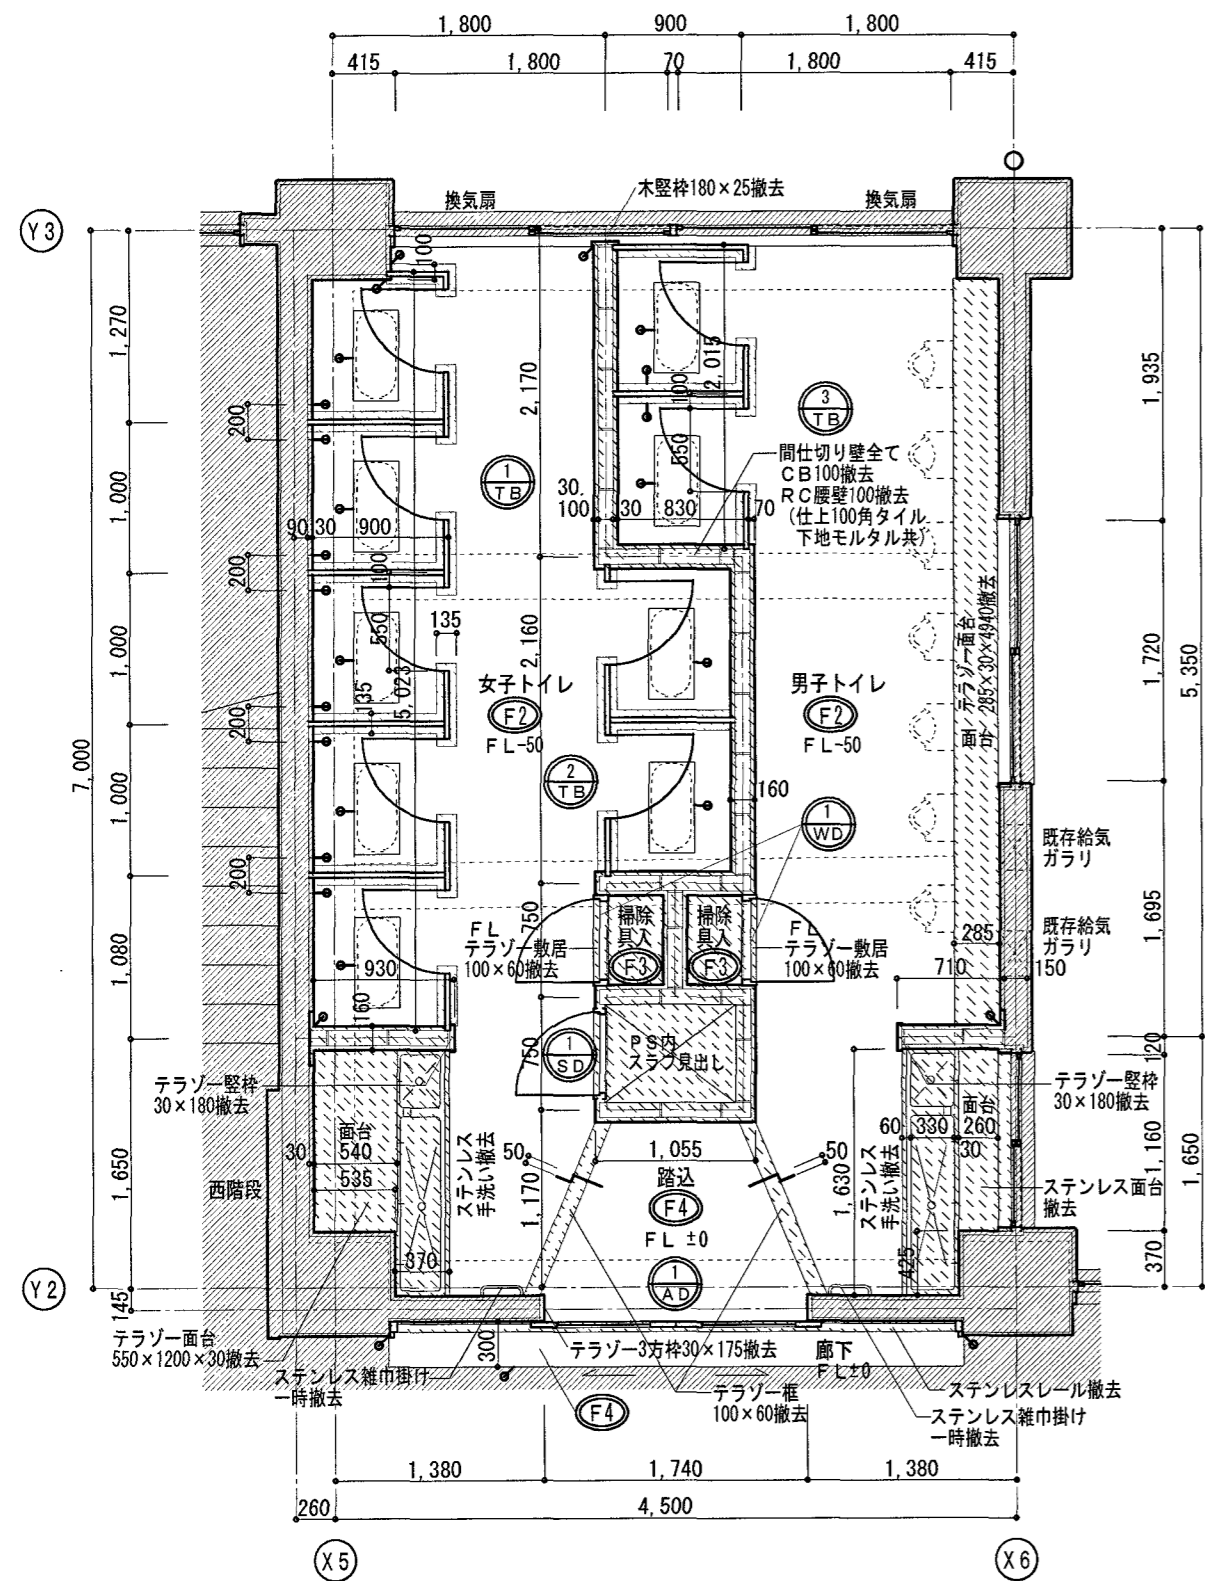 1,800
900
1,800
415
1,800
70
1,800
415
木竪枠180×25撤去
換気扇
換気扇
Y3
100
1,270
2,170
2,015
100
1,935
200
3
TB
550
間仕切り壁全て
CB100撤去
RC腰壁100撤去
(仕上100角タイル
下地モルタル共)
1
TB
30.
100
30
830
70
1,000
90
30
900
200
100
550
135
2,160
面台 テラゾー面台
285×30×4940撤去
1,000
135
5,023
女子トイレ
F2
FL-50
男子トイレ
F2
FL-50
1,720
5,350
200
7,000
2
TB
160
1
WD
1,000
既存給気
ガラリ
200
750
FL
テラゾー敷居
100×60撤去
掃除
具入
F3
掃除
具入
F3
FL
テラゾー敷居
100×60撤去
285
既存給気
ガラリ
1,695
1,080
930
710
150
160
750
1
SD
PS内
スラブ見出し
120
テラゾー竪枠
30×180撤去
テラゾー竪枠
30×180撤去
面台
30
540
535
ステンレス
手洗い撤去
50
1,055
50
踏込
F4
FL ±0
1,170
1,630
ステンレス
手洗い撤去
60
330
面台
260
30
1,160
1,650
1,650
西階段
ステンレス面台
撤去
370
425
370
1
AD
Y2
145
テラゾー面台
550×1200×30撤去
300
テラゾー3方枠30×175撤去
廊下
FL±0
ステンレス雑巾掛け
一時撤去
テラゾー框
100×60撤去
ステンレスレール撤去
ステンレス雑巾掛け
一時撤去
F4
1,380
1,740
1,380
260
4,500
X5
X6